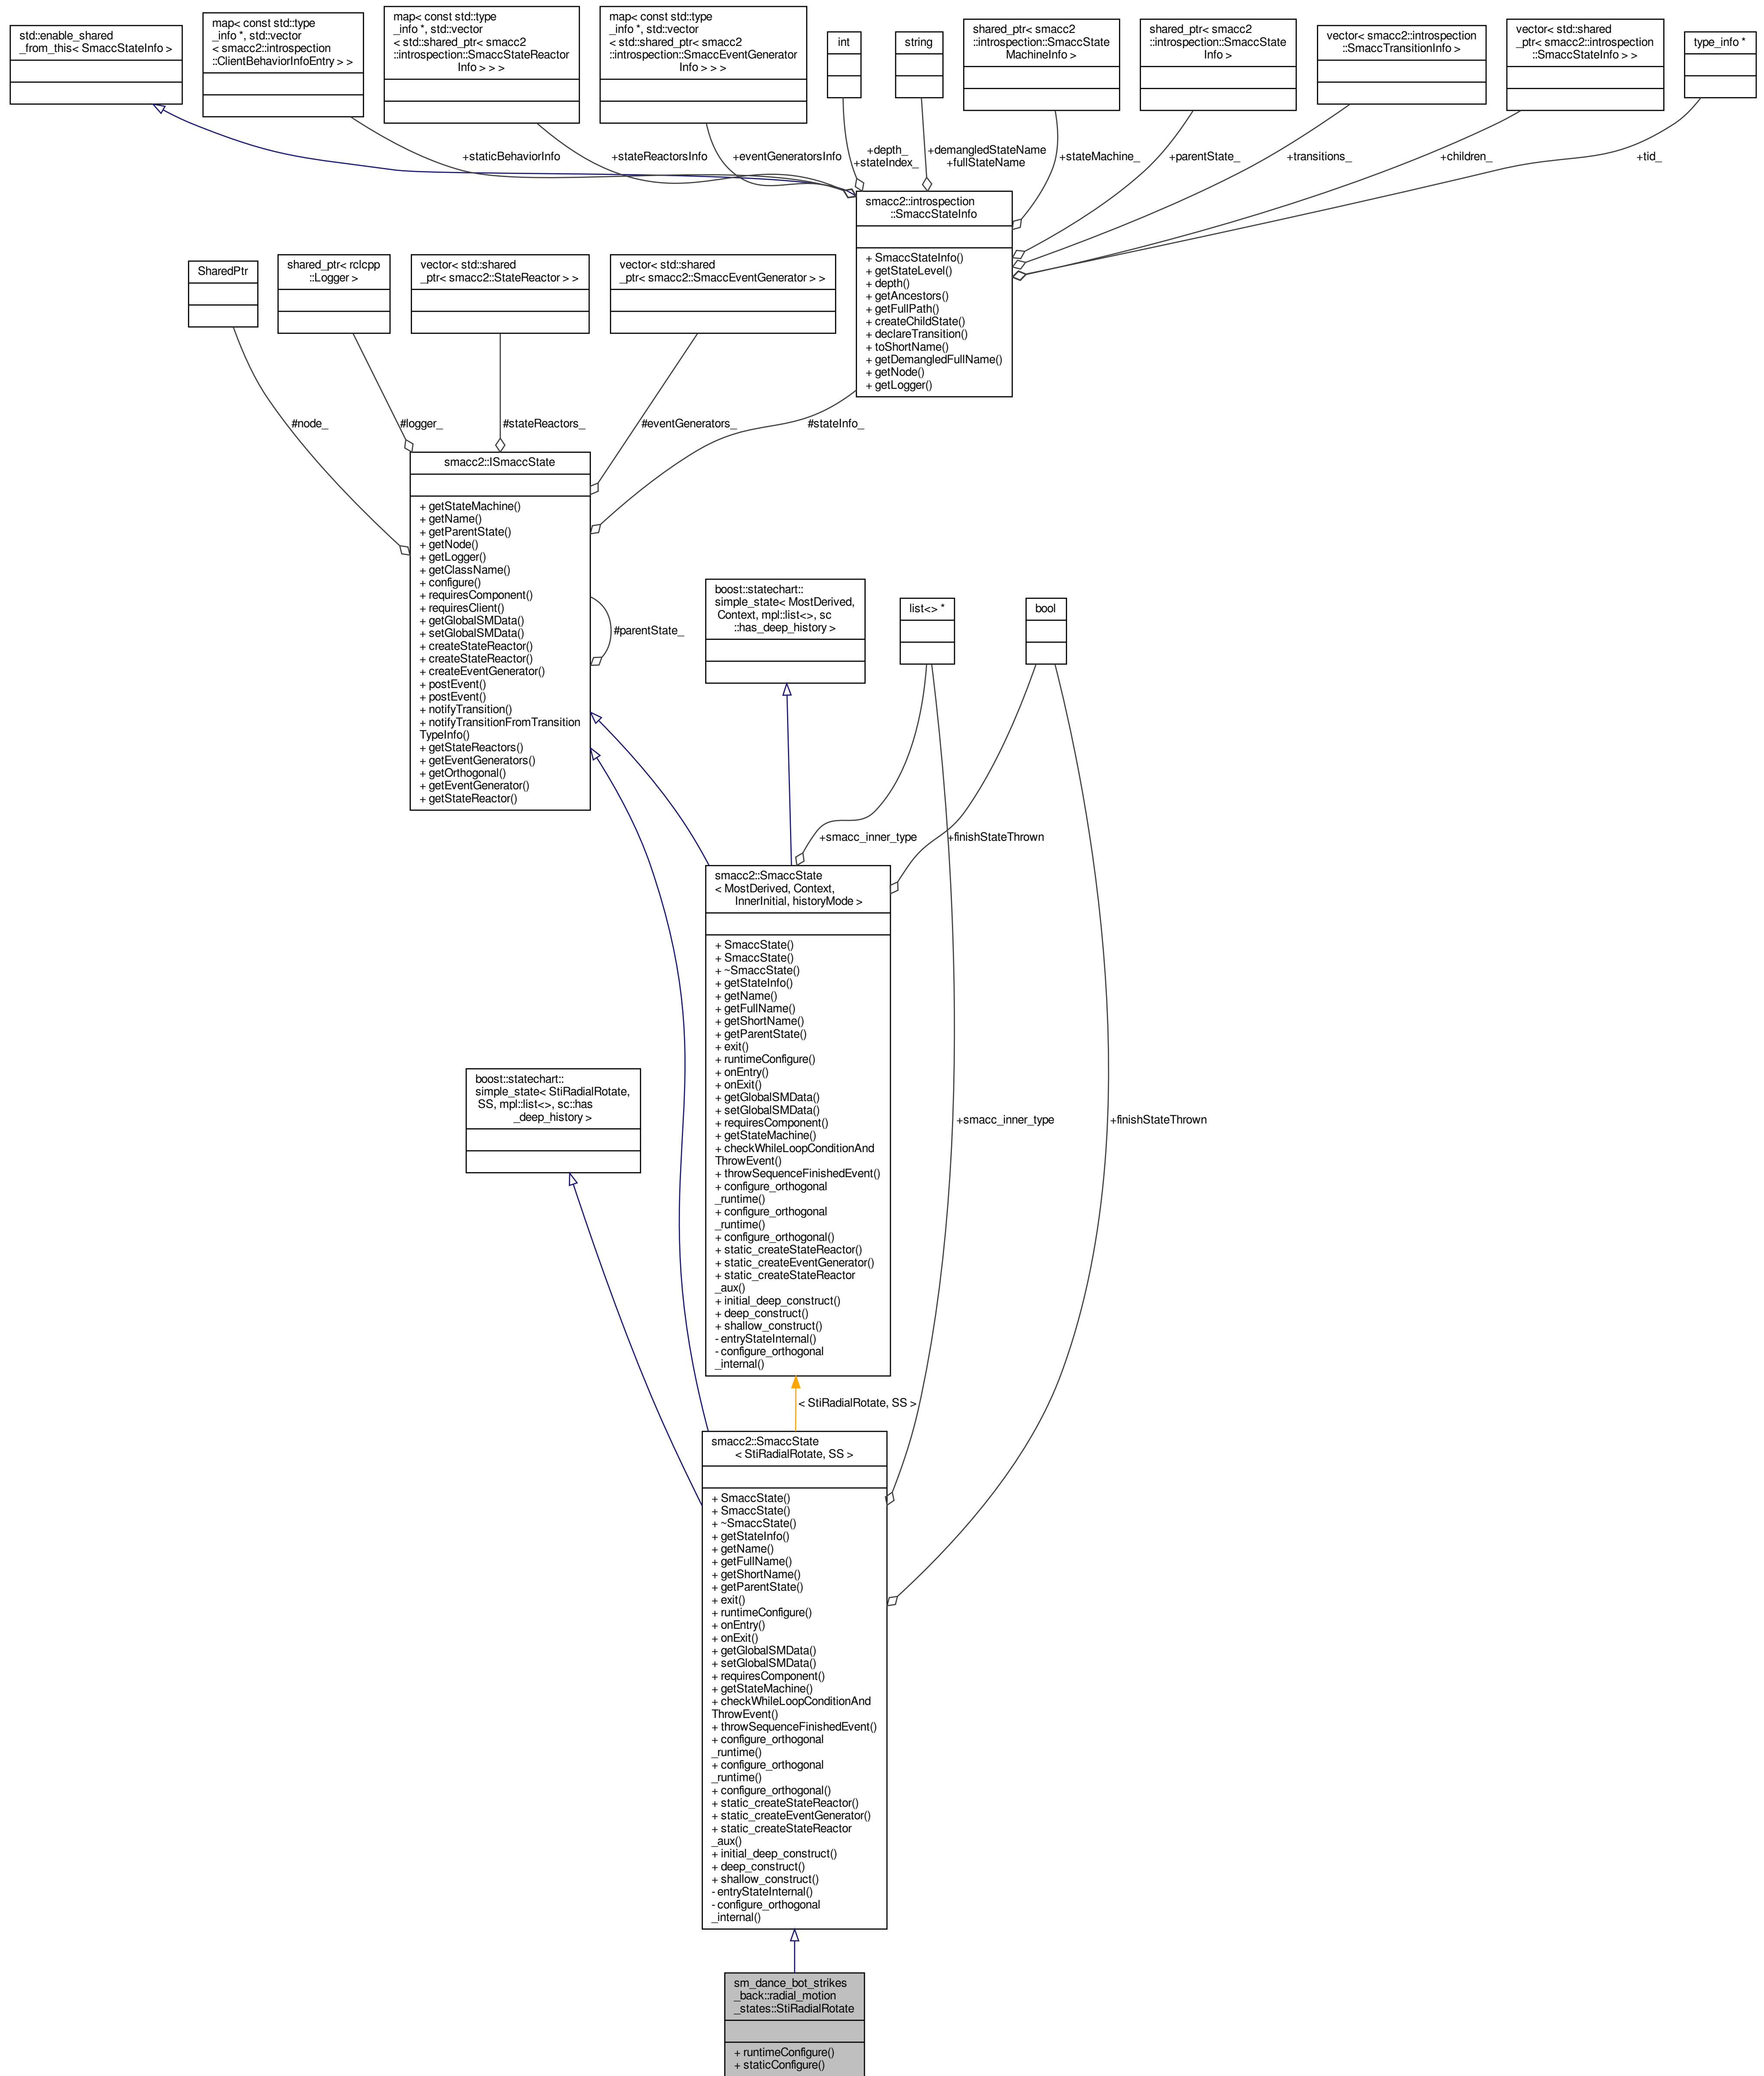 std::enable_shared
_from_this< SmaccStateInfo >
map< const std::type
_info *, std::vector
< smacc2::introspection
::ClientBehaviorInfoEntry > >
map< const std::type
_info *, std::vector
< std::shared_ptr< smacc2
::introspection::SmaccStateReactor
Info > > >
map< const std::type
_info *, std::vector
< std::shared_ptr< smacc2
::introspection::SmaccEventGenerator
Info > > >
int
string
shared_ptr< smacc2
::introspection::SmaccState
MachineInfo >
shared_ptr< smacc2
::introspection::SmaccState
Info >
vector< smacc2::introspection
::SmaccTransitionInfo >
vector< std::shared
_ptr< smacc2::introspection
::SmaccStateInfo > >
type_info *
+staticBehaviorInfo
+stateReactorsInfo
+eventGeneratorsInfo
+depth_
+stateIndex_
+demangledStateName
+fullStateName
+stateMachine_
+parentState_
+transitions_
+children_
+tid_
smacc2::introspection
::SmaccStateInfo
+ SmaccStateInfo()
+ getStateLevel()
+ depth()
+ getAncestors()
+ getFullPath()
+ createChildState()
+ declareTransition()
+ toShortName()
+ getDemangledFullName()
+ getNode()
+ getLogger()
SharedPtr
shared_ptr< rclcpp
::Logger >
vector< std::shared
_ptr< smacc2::StateReactor > >
vector< std::shared
_ptr< smacc2::SmaccEventGenerator > >
#node_
#logger_
#stateReactors_
#eventGenerators_
#stateInfo_
smacc2::ISmaccState
+ getStateMachine()
+ getName()
+ getParentState()
+ getNode()
+ getLogger()
+ getClassName()
+ configure()
+ requiresComponent()
+ requiresClient()
+ getGlobalSMData()
+ setGlobalSMData()
+ createStateReactor()
+ createStateReactor()
+ createEventGenerator()
+ postEvent()
+ postEvent()
+ notifyTransition()
+ notifyTransitionFromTransition
TypeInfo()
+ getStateReactors()
+ getEventGenerators()
+ getOrthogonal()
+ getEventGenerator()
+ getStateReactor()
#parentState_
boost::statechart::
simple_state< MostDerived,
Context, mpl::list<>, sc
::has_deep_history >
list<> *
bool
+smacc_inner_type
+finishStateThrown
smacc2::SmaccState
< MostDerived, Context,
InnerInitial, historyMode >
+ SmaccState()
+ SmaccState()
+ ~SmaccState()
+ getStateInfo()
+ getName()
+ getFullName()
+ getShortName()
+ getParentState()
+ exit()
+ runtimeConfigure()
+ onEntry()
+ onExit()
+ getGlobalSMData()
+ setGlobalSMData()
+ requiresComponent()
+ getStateMachine()
+ checkWhileLoopConditionAnd
ThrowEvent()
+ throwSequenceFinishedEvent()
+ configure_orthogonal
_runtime()
+ configure_orthogonal
_runtime()
+ configure_orthogonal()
+ static_createStateReactor()
+ static_createEventGenerator()
+ static_createStateReactor
_aux()
+ initial_deep_construct()
+ deep_construct()
+ shallow_construct()
- entryStateInternal()
- configure_orthogonal
_internal()
boost::statechart::
simple_state< StiRadialRotate,
SS, mpl::list<>, sc::has
_deep_history >
+smacc_inner_type
+finishStateThrown
< StiRadialRotate, SS >
smacc2::SmaccState
< StiRadialRotate, SS >
+ SmaccState()
+ SmaccState()
+ ~SmaccState()
+ getStateInfo()
+ getName()
+ getFullName()
+ getShortName()
+ getParentState()
+ exit()
+ runtimeConfigure()
+ onEntry()
+ onExit()
+ getGlobalSMData()
+ setGlobalSMData()
+ requiresComponent()
+ getStateMachine()
+ checkWhileLoopConditionAnd
ThrowEvent()
+ throwSequenceFinishedEvent()
+ configure_orthogonal
_runtime()
+ configure_orthogonal
_runtime()
+ configure_orthogonal()
+ static_createStateReactor()
+ static_createEventGenerator()
+ static_createStateReactor
_aux()
+ initial_deep_construct()
+ deep_construct()
+ shallow_construct()
- entryStateInternal()
- configure_orthogonal
_internal()
sm_dance_bot_strikes
_back::radial_motion
_states::StiRadialRotate
+ runtimeConfigure()
+ staticConfigure()